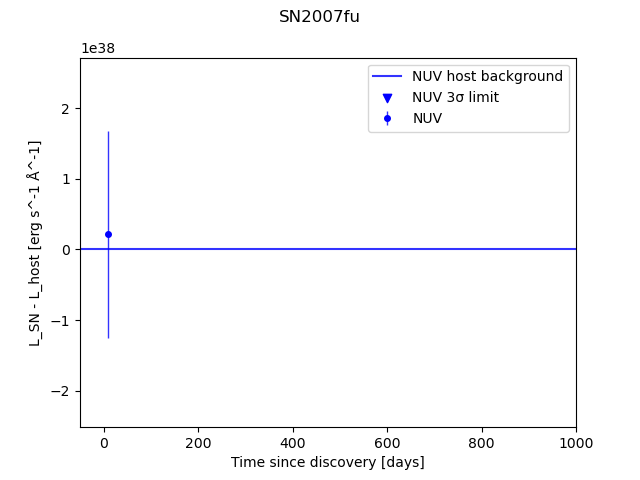 SN2007fu
1e38
NUV host background
NUV 3σ limit
NUV
2
1
0
−1
−2
L_SN - L_host [erg s^-1 Å^-1]
0 200 400 600 800 1000
Time since discovery [days]